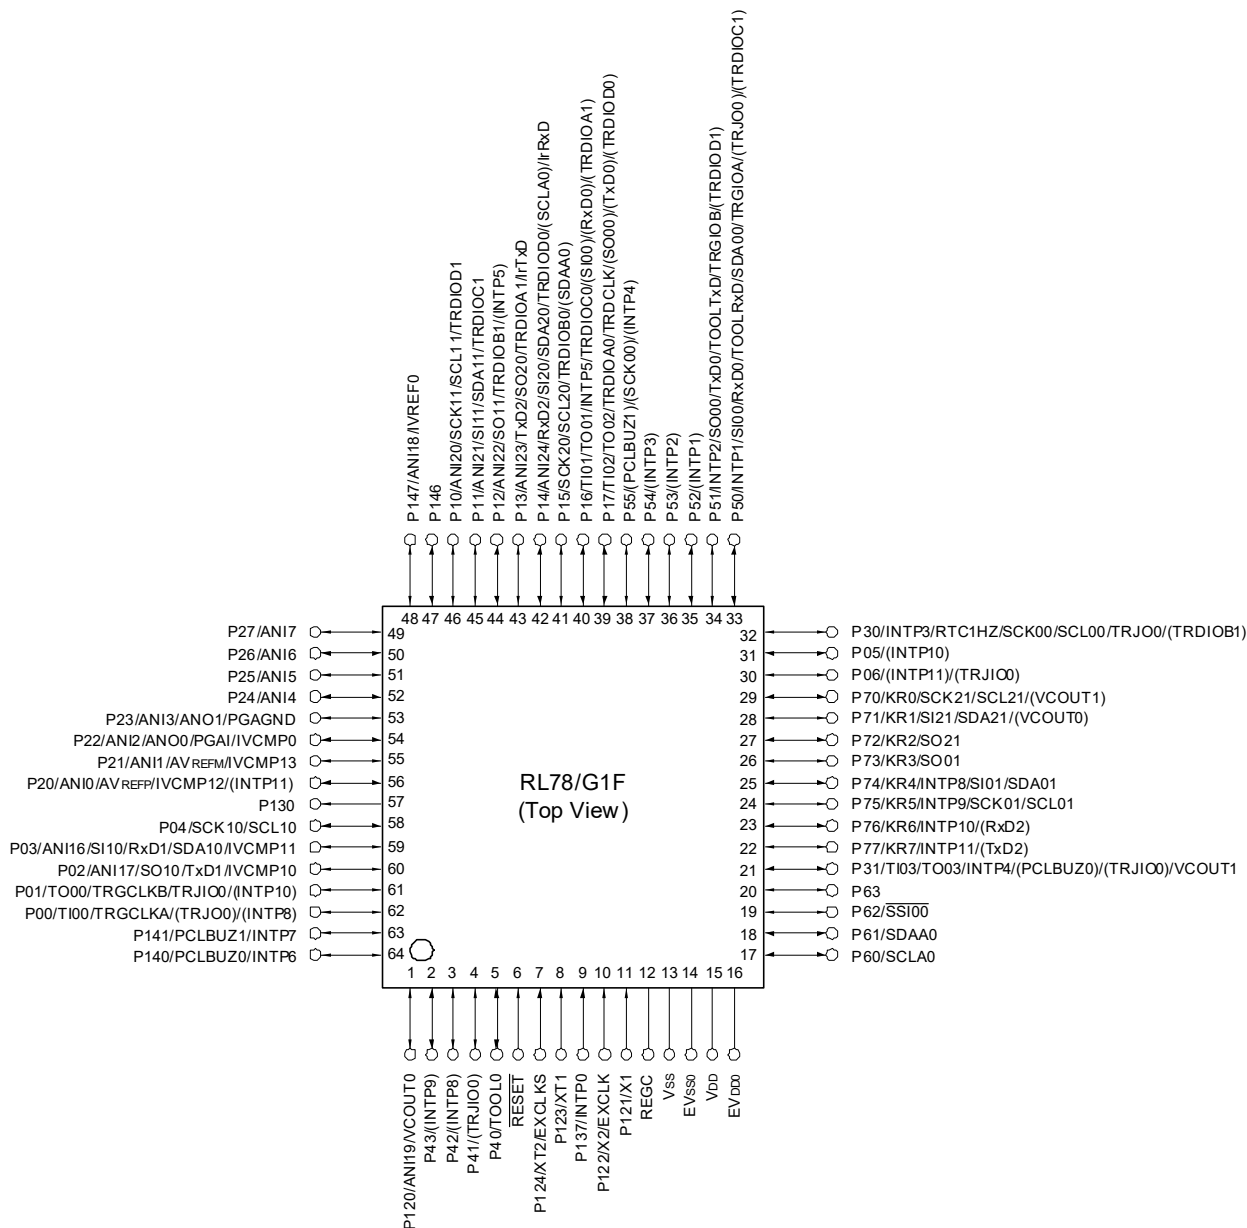 P147/ANI18/IVREF0
P146
P10/ANI20/SCK11/SCL11/TRDIOD1
P11/ANI21/SI11/SDA11/TRDIOC1
P12/ANI22/SO11/TRDIOB1/(INTP5)
P13/ANI23/TxD2/SO20/TRDIOA1/IrTxD
P14/ANI24/RxD2/SI20/SDA20/TRDIOD0/(SCLA0)/IrRxD
P15/SCK20/SCL20/TRDIOB0/(SDAA0)
P16/TI01/TO01/INTP5/TRDIOC0/(SI00)/(RxD0)/(TRDIOA1)
P17/TI02/TO02/TRDIOA0/TRDCLK/(SO00)/(TxD0)/(TRDIOD0)
P55/(PCLBUZ1)/(SCK00)/(INTP4)
P54/(INTP3)
P53/(INTP2)
P52/(INTP1)
P51/INTP2/SO00/TxD0/TOOLTxD/TRGIOB/(TRDIOD1)
P50/INTP1/SI00/RxD0/TOOLRxD/SDA00/TRGIOA/(TRJO0)/(TRDIOC1)
48 47 46 45 44 43 42 41 40 39 38 37 36 35 34 33
P27/ANI7 49
P26/ANI6 50
P25/ANI5 51
P24/ANI4 52
P23/ANI3/ANO1/PGAGND 53
P22/ANI2/ANO0/PGAI/IVCMP0 54
P21/ANI1/AVREFM/IVCMP13 55
P20/ANI0/AVREFP/IVCMP12/(INTP11) 56
P130 57
P04/SCK10/SCL10 58
P03/ANI16/SI10/RxD1/SDA10/IVCMP11 59
P02/ANI17/SO10/TxD1/IVCMP10 60
P01/TO00/TRGCLKB/TRJIO0/(INTP10) 61
P00/TI00/TRGCLKA/(TRJO0)/(INTP8) 62
P141/PCLBUZ1/INTP7 63
P140/PCLBUZ0/INTP6 64
RL78/G1F
(Top View)
32 P30/INTP3/RTC1HZ/SCK00/SCL00/TRJO0/(TRDIOB1)
31 P05/(INTP10)
30 P06/(INTP11)/(TRJIO0)
29 P70/KR0/SCK21/SCL21/(VCOUT1)
28 P71/KR1/SI21/SDA21/(VCOUT0)
27 P72/KR2/SO21
26 P73/KR3/SO01
25 P74/KR4/INTP8/SI01/SDA01
24 P75/KR5/INTP9/SCK01/SCL01
23 P76/KR6/INTP10/(RxD2)
22 P77/KR7/INTP11/(TxD2)
21 P31/TI03/TO03/INTP4/(PCLBUZ0)/(TRJIO0)/VCOUT1
20 P63
19 P62/SSI00
18 P61/SDAA0
17 P60/SCLA0
1 2 3 4 5 6 7 8 9 10 11 12 13 14 15 16
P120/ANI19/VCOUT0
P43/(INTP9)
P42/(INTP8)
P41/(TRJIO0)
P40/TOOL0
RESET
P124/XT2/EXCLKS
P123/XT1
P137/INTP0
P122/X2/EXCLK
P121/X1
REGC
VSS
EVSS0
VDD
EVDD0